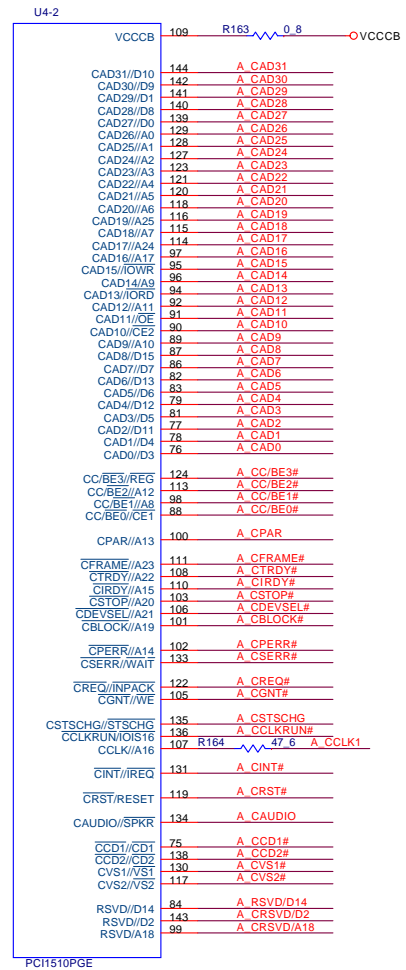 U4-2
VCCCB 109 R163 0_8 VCCCB
CAD31//D10 144 A_CAD31
CAD30//D9 142 A_CAD30
CAD29//D1 141 A_CAD29
CAD28//D8 140 A_CAD28
CAD27//D0 139 A_CAD27
CAD26//A0 129 A_CAD26
CAD25//A1 128 A_CAD25
CAD24//A2 127 A_CAD24
CAD23//A3 123 A_CAD23
CAD22//A4 121 A_CAD22
CAD21//A5 120 A_CAD21
CAD20//A6 118 A_CAD20
CAD19//A25 116 A_CAD19
CAD18//A7 115 A_CAD18
CAD17//A24 114 A_CAD17
CAD16//A17 97 A_CAD16
CAD15//IOWR 95 A_CAD15
CAD14/A9 96 A_CAD14
CAD13//IORD 94 A_CAD13
CAD12//A11 92 A_CAD12
CAD11//OE 91 A_CAD11
CAD10//CE2 90 A_CAD10
CAD9//A10 89 A_CAD9
CAD8//D15 87 A_CAD8
CAD7//D7 86 A_CAD7
CAD6//D13 82 A_CAD6
CAD5//D6 83 A_CAD5
CAD4//D12 79 A_CAD4
CAD3//D5 81 A_CAD3
CAD2//D11 77 A_CAD2
CAD1//D4 78 A_CAD1
CAD0//D3 76 A_CAD0
CC/BE3//REG 124 A_CC/BE3#
CC/BE2//A12 113 A_CC/BE2#
CC/BE1//A8 98 A_CC/BE1#
CC/BE0//CE1 88 A_CC/BE0#
CPAR//A13 100 A_CPAR
CFRAME//A23 111 A_CFRAME#
CTRDY//A22 108 A_CTRDY#
CIRDY//A15 110 A_CIRDY#
CSTOP//A20 103 A_CSTOP#
CDEVSEL//A21 106 A_CDEVSEL#
CBLOCK//A19 101 A_CBLOCK#
CPERR//A14 102 A_CPERR#
CSERR//WAIT 133 A_CSERR#
CREQ//INPACK 122 A_CREQ#
CGNT//WE 105 A_CGNT#
CSTSCHG//STSCHG 135 A_CSTSCHG
CCLKRUN/IOIS16 136 A_CCLKRUN#
CCLK//A16 107 R164 47_6 A_CCLK1
CINT//IREQ 131 A_CINT#
CRST/RESET 119 A_CRST#
CAUDIO//SPKR 134 A_CAUDIO
CCD1//CD1 75 A_CCD1#
CCD2//CD2 138 A_CCD2#
CVS1//VS1 130 A_CVS1#
CVS2//VS2 117 A_CVS2#
RSVD//D14 84 A_RSVD/D14
RSVD//D2 143 A_CRSVD/D2
RSVD/A18 99 A_CRSVD/A18
PCI1510PGE